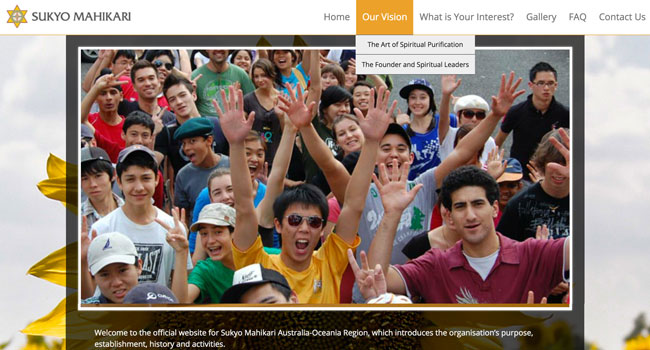 SUKYO MAHIKARI
Home Our Vision What is Your Interest? Gallery FAQ Contact Us
The Art of Spiritual Purification
The Founder and Spiritual Leaders
Welcome to the official website for Sukyo Mahikari Australia-Oceania Region, which introduces the organisation's purpose,
establishment, history and activities.